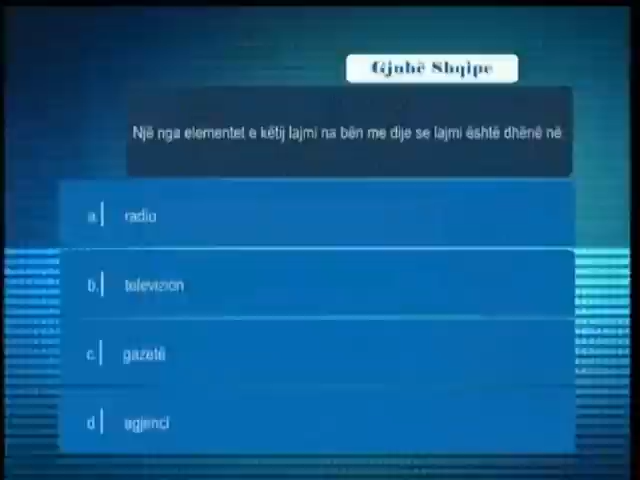 Gjuhë Shqipe
Një nga elementet e këtij lajmi na bën me dije se lajmi është dhënë në
a. radio
b. televizion
c. gazetë
d. agjenci